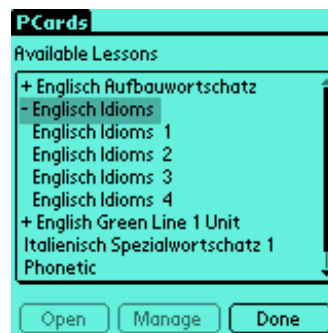 PCards
Available Lessons
+ Englisch Aufbauwortschatz
- Englisch Idioms
Englisch Idioms 1
Englisch Idioms 2
Englisch Idioms 3
Englisch Idioms 4
+ English Green Line 1 Unit
Italienisch Spezialwortschatz 1
Phonetic
Open Manage Done